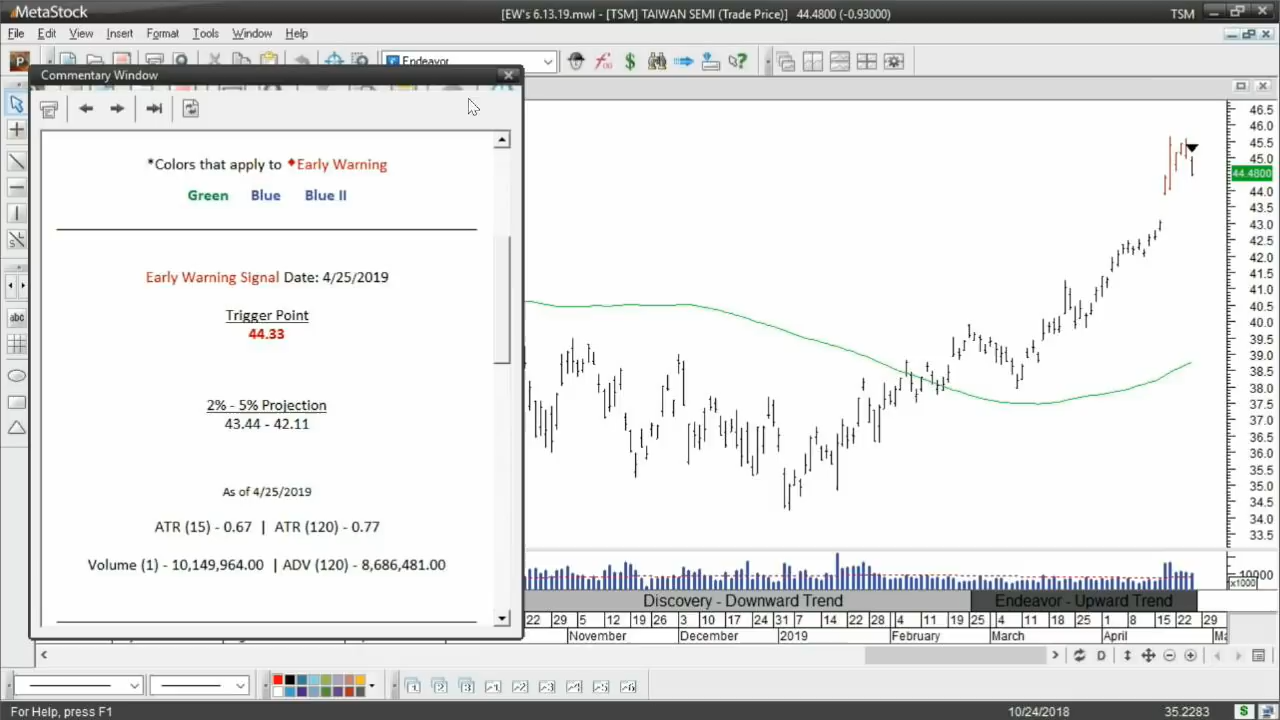 MetaStock
[EW's 6.13.19.mwl - [TSM] TAIWAN SEMI (Trade Price)] 44.4800 (-0.93000)
TSM
File Edit View Insert Format Tools Window Help
Endeavor
Commentary Window
*Colors that apply to ♦Early Warning
Green Blue Blue II
Early Warning Signal Date: 4/25/2019
Trigger Point
44.33
2% - 5% Projection
43.44 - 42.11
As of 4/25/2019
ATR (15) - 0.67 | ATR (120) - 0.77
Volume (1) - 10,149,964.00 | ADV (120) - 8,686,481.00
abc
46.5
46.0
45.5
45.0
44.4800
44.0
43.5
43.0
42.5
42.0
41.5
41.0
40.5
40.0
39.5
39.0
38.5
38.0
37.5
37.0
36.5
36.0
35.5
35.0
34.5
34.0
33.5
10000
x1000
Discovery - Downward Trend Endeavor - Upward Trend
22 29 5 12 19 26 3 10 17 24 31 7 14 22 28 4 11 19 25 4 11 18 25 1 8 15 22 29
November December 2019 February March April
D
For Help, press F1
10/24/2018 35.2283